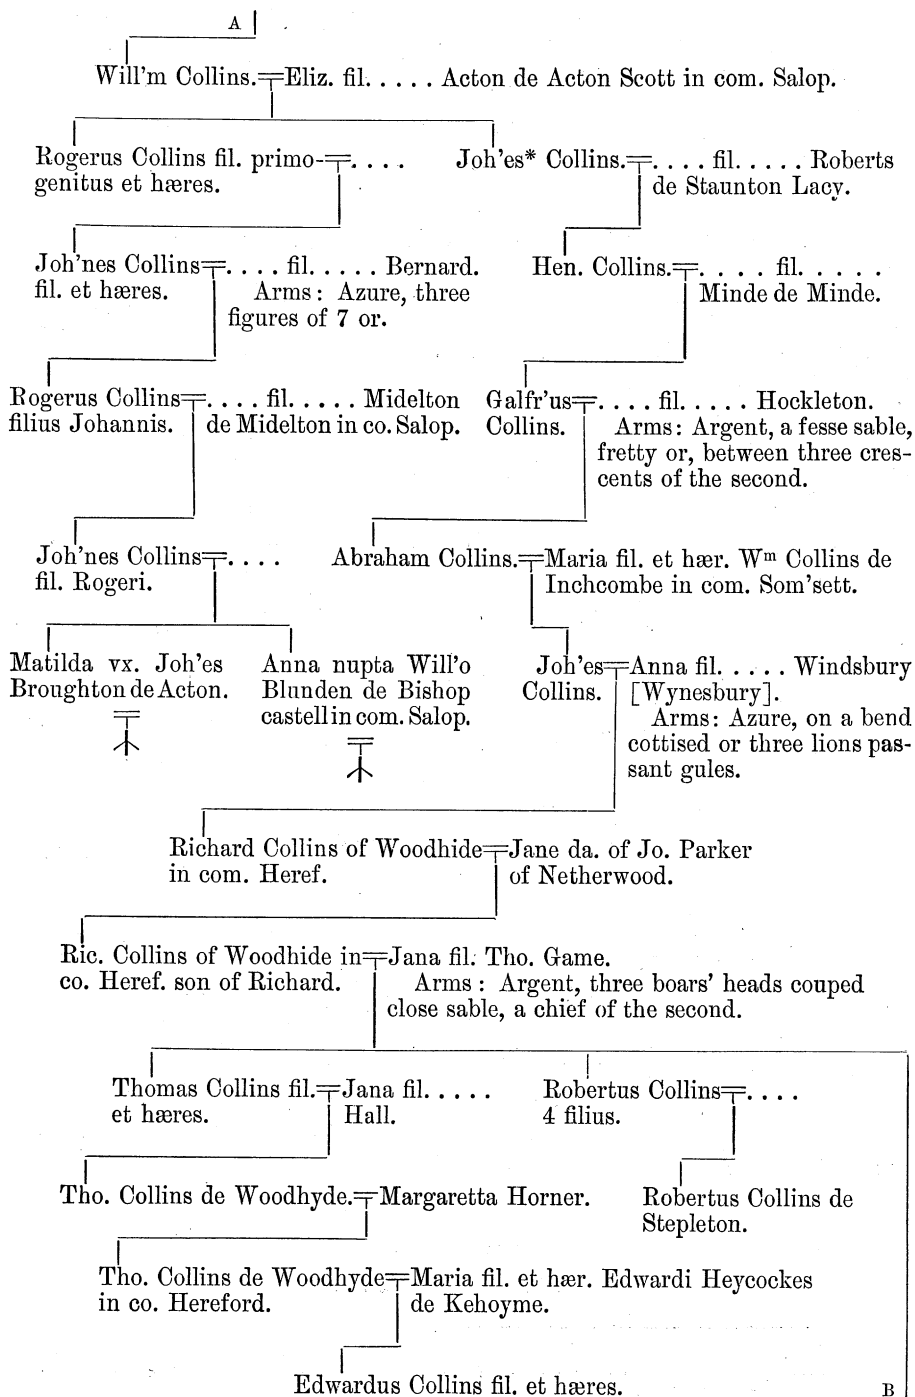 A
Will'm Collins.=Eliz. fil. . . . . Acton de Acton Scott in com. Salop.
Rogerus Collins fil. primo-=. . . .
genitus et hæres.
Joh'es* Collins.=. . . . fil. . . . . Roberts
de Staunton Lacy.
Joh'nes Collins=. . . . fil. . . . . Bernard.
fil. et hæres.
Arms: Azure, three
figures of 7 or.
Hen. Collins.=. . . . fil. . . . .
Minde de Minde.
Rogerus Collins=. . . . fil. . . . . Midelton
filius Johannis.
de Midelton in co. Salop.
Galfr'us=. . . . fil. . . . . Hockleton.
Collins.
Arms: Argent, a fesse sable,
fretty or, between three cres-
cents of the second.
Joh'nes Collins=. . . .
fil. Rogeri.
Abraham Collins.=Maria fil. et hær. Wᵐ Collins de
Inchcombe in com. Som'sett.
Matilda vx. Joh'es
Broughton de Acton.
Anna nupta Will'o
Blunden de Bishop
castell in com. Salop.
Joh'es=Anna fil. . . . . Windsbury
Collins.
[Wynesbury].
Arms: Azure, on a bend
cottised or three lions pas-
sant gules.
Richard Collins of Woodhide=Jane da. of Jo. Parker
in com. Heref.
of Netherwood.
Ric. Collins of Woodhide in=Jana fil. Tho. Game.
co. Heref. son of Richard.
Arms: Argent, three boars' heads couped
close sable, a chief of the second.
Thomas Collins fil.=Jana fil. . . . .
et hæres.
Hall.
Robertus Collins=. . . .
4 filius.
Tho. Collins de Woodhyde.=Margaretta Horner.
Robertus Collins de
Stepleton.
Tho. Collins de Woodhyde=Maria fil. et hær. Edwardi Heycockes
in co. Hereford.
de Kehoyme.
Edwardus Collins fil. et hæres.
B